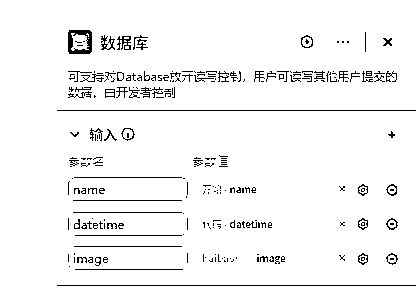 数据库
可支持对Database放开读写控制，用户可读写其他用户提交的
数据，由开发者控制
输入
参数名 参数值
name 开始 · name
datetime 代码 · datetime
image haibao image